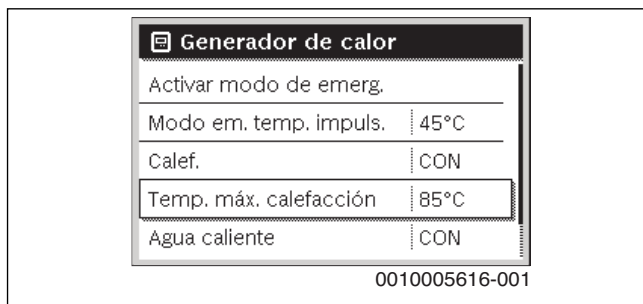 Generador de calor
Activar modo de emerg.
Modo em. temp. impuls. 45°C
Calef. CON
Temp. máx. calefacción 85°C
Agua caliente CON
0010005616-001